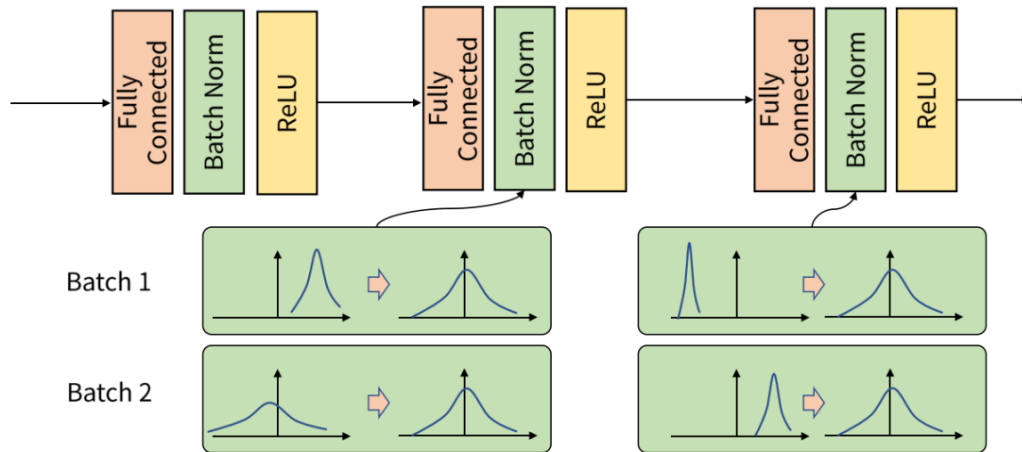 Fully
Connected
Batch Norm
ReLU
Fully
Connected
Batch Norm
ReLU
Fully
Connected
Batch Norm
ReLU
Batch 1
Batch 2